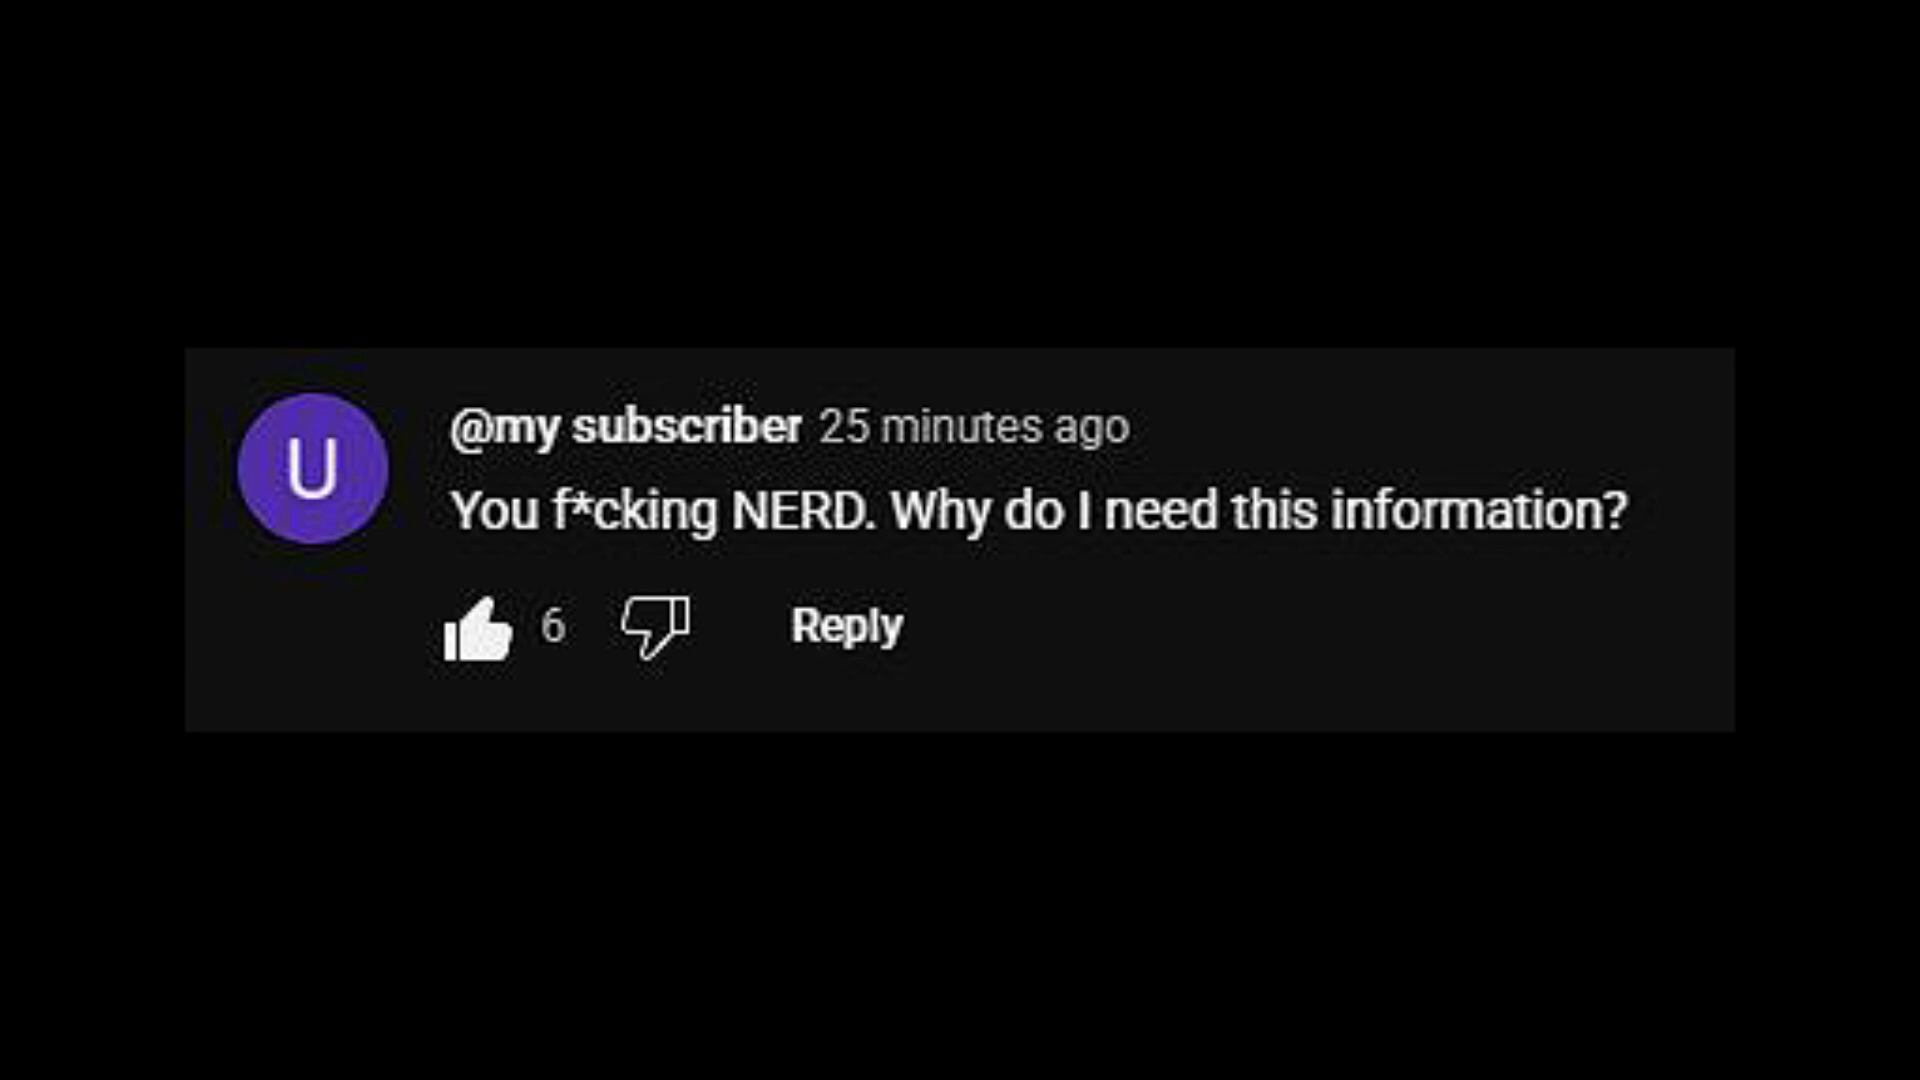 U
@my subscriber 25 minutes ago
You f*cking NERD. Why do I need this information?
6
Reply